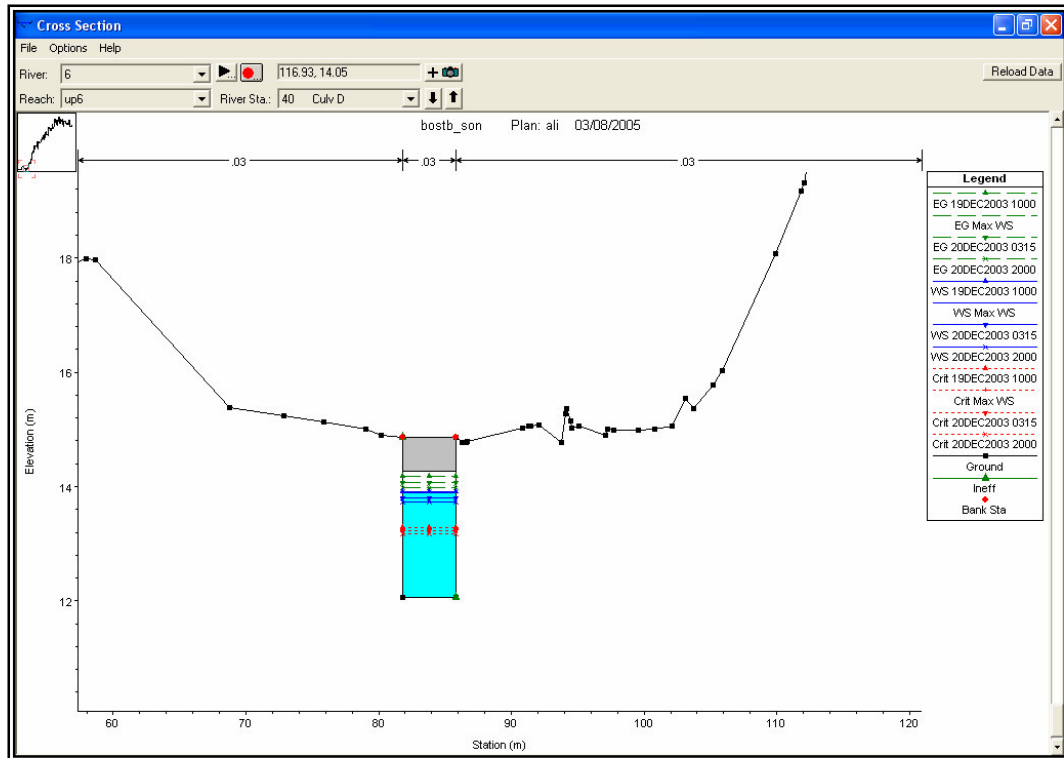 Cross Section
File Options Help
River: 6 116.93, 14.05 Reload Data
Reach: up6 River Sta.: 40 Culv D
bostb_son Plan: ali 03/08/2005
.03 .03 .03
Legend
EG 19DEC2003 1000
EG Max WS
EG 20DEC2003 0315
EG 20DEC2003 2000
WS 19DEC2003 1000
WS Max WS
WS 20DEC2003 0315
WS 20DEC2003 2000
Crit 19DEC2003 1000
Crit Max WS
Crit 20DEC2003 0315
Crit 20DEC2003 2000
Ground
Ineff
Bank Sta
Elevation (m)
18
16
14
12
60 70 80 90 100 110 120
Station (m)